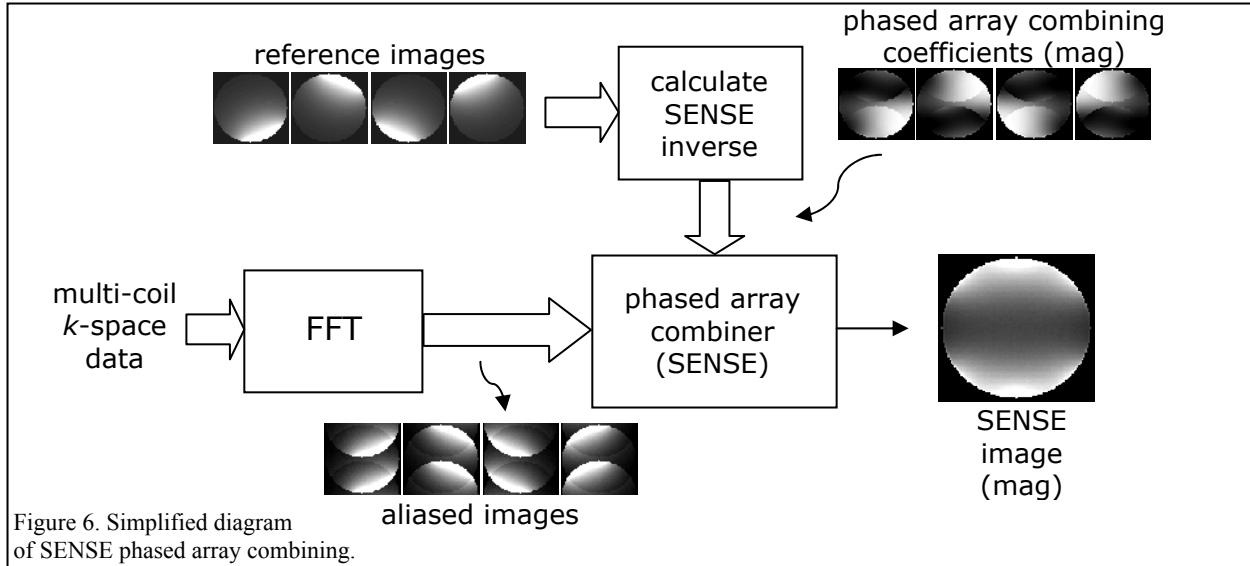 reference images
calculate
SENSE
inverse
phased array combining
coefficients (mag)
multi-coil
k-space
data
FFT
phased array
combiner
(SENSE)
SENSE
image
(mag)
aliased images
Figure 6. Simplified diagram
of SENSE phased array combining.